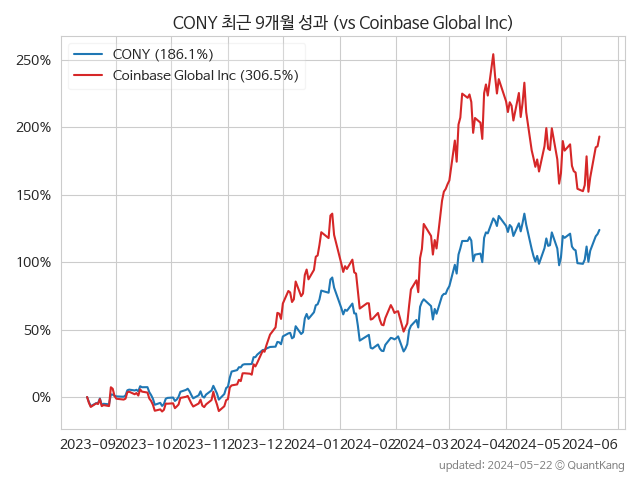 CONY 최근 9개월 성과 (vs Coinbase Global Inc)
CONY (186.1%)
Coinbase Global Inc (306.5%)
250%
200%
150%
100%
50%
0%
2023-09 2023-10 2023-11 2023-12 2024-01 2024-02 2024-03 2024-04 2024-05 2024-06
updated: 2024-05-22 © QuantKang